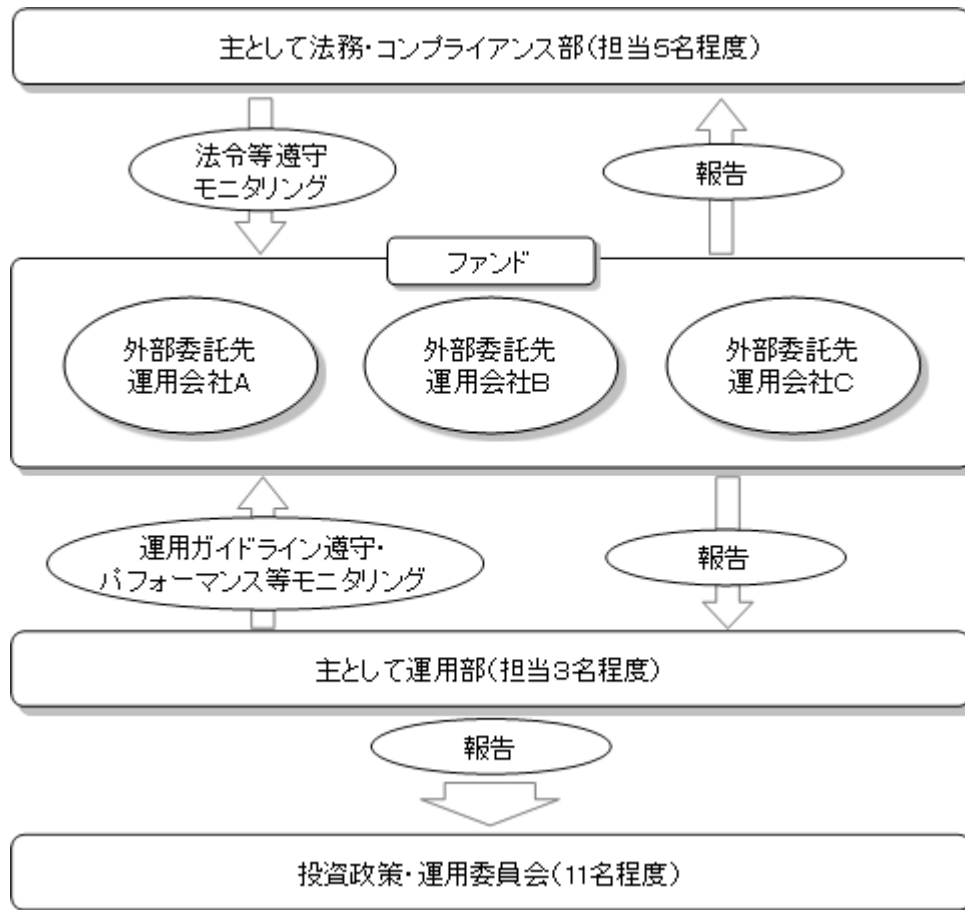 主として法務・コンプライアンス部(担当5名程度)
法令等遵守
モニタリング
報告
ファンド
外部委託先
運用会社A
外部委託先
運用会社B
外部委託先
運用会社C
運用ガイドライン遵守・
パフォーマンス等モニタリング
報告
主として運用部(担当3名程度)
報告
投資政策・運用委員会(11名程度)